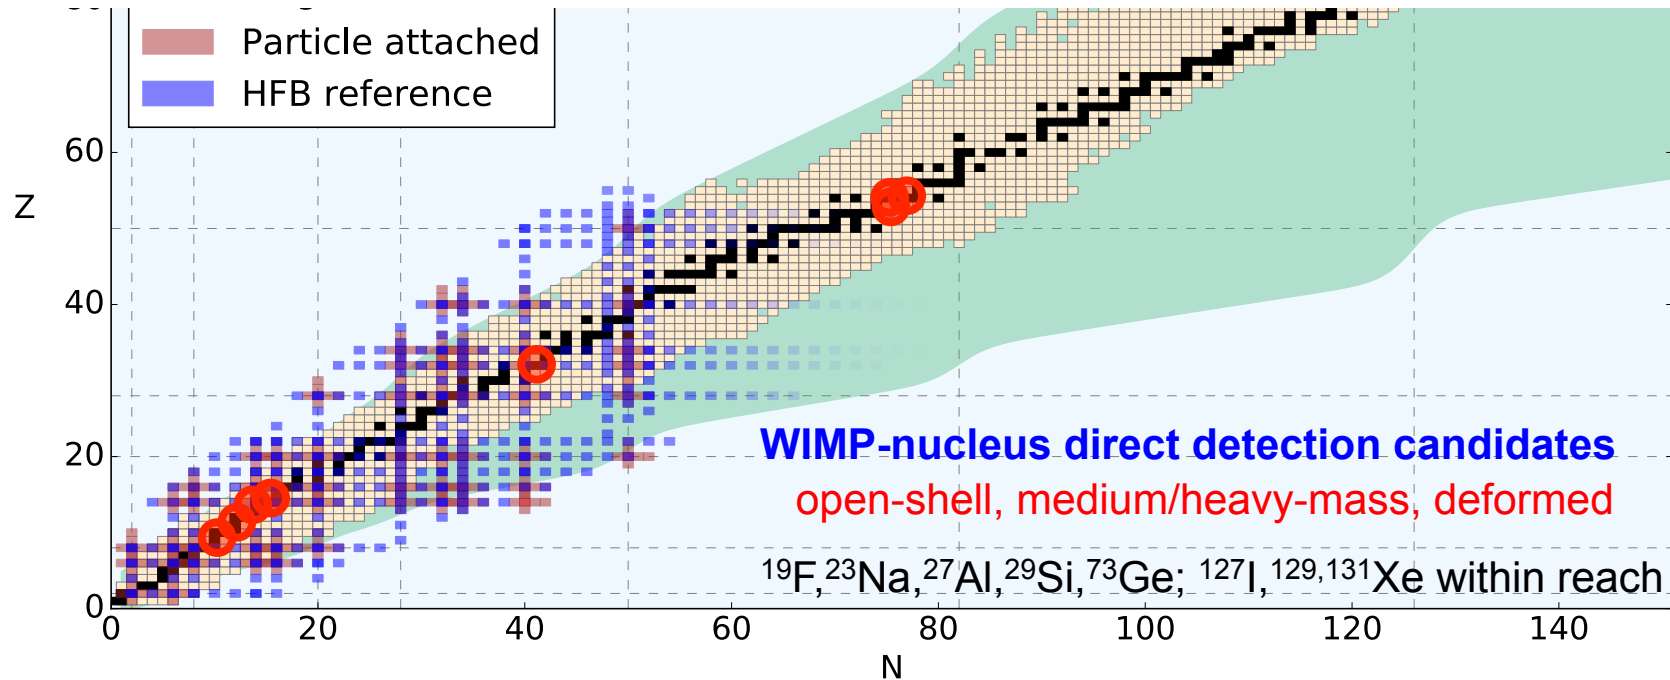 Particle attached
HFB reference
60
Z
40
20
0
WIMP-nucleus direct detection candidates
open-shell, medium/heavy-mass, deformed
¹⁹F,²³Na,²⁷Al,²⁹Si,⁷³Ge; ¹²⁷I,¹²⁹,¹³¹Xe within reach
0 20 40 60 80 100 120 140
N